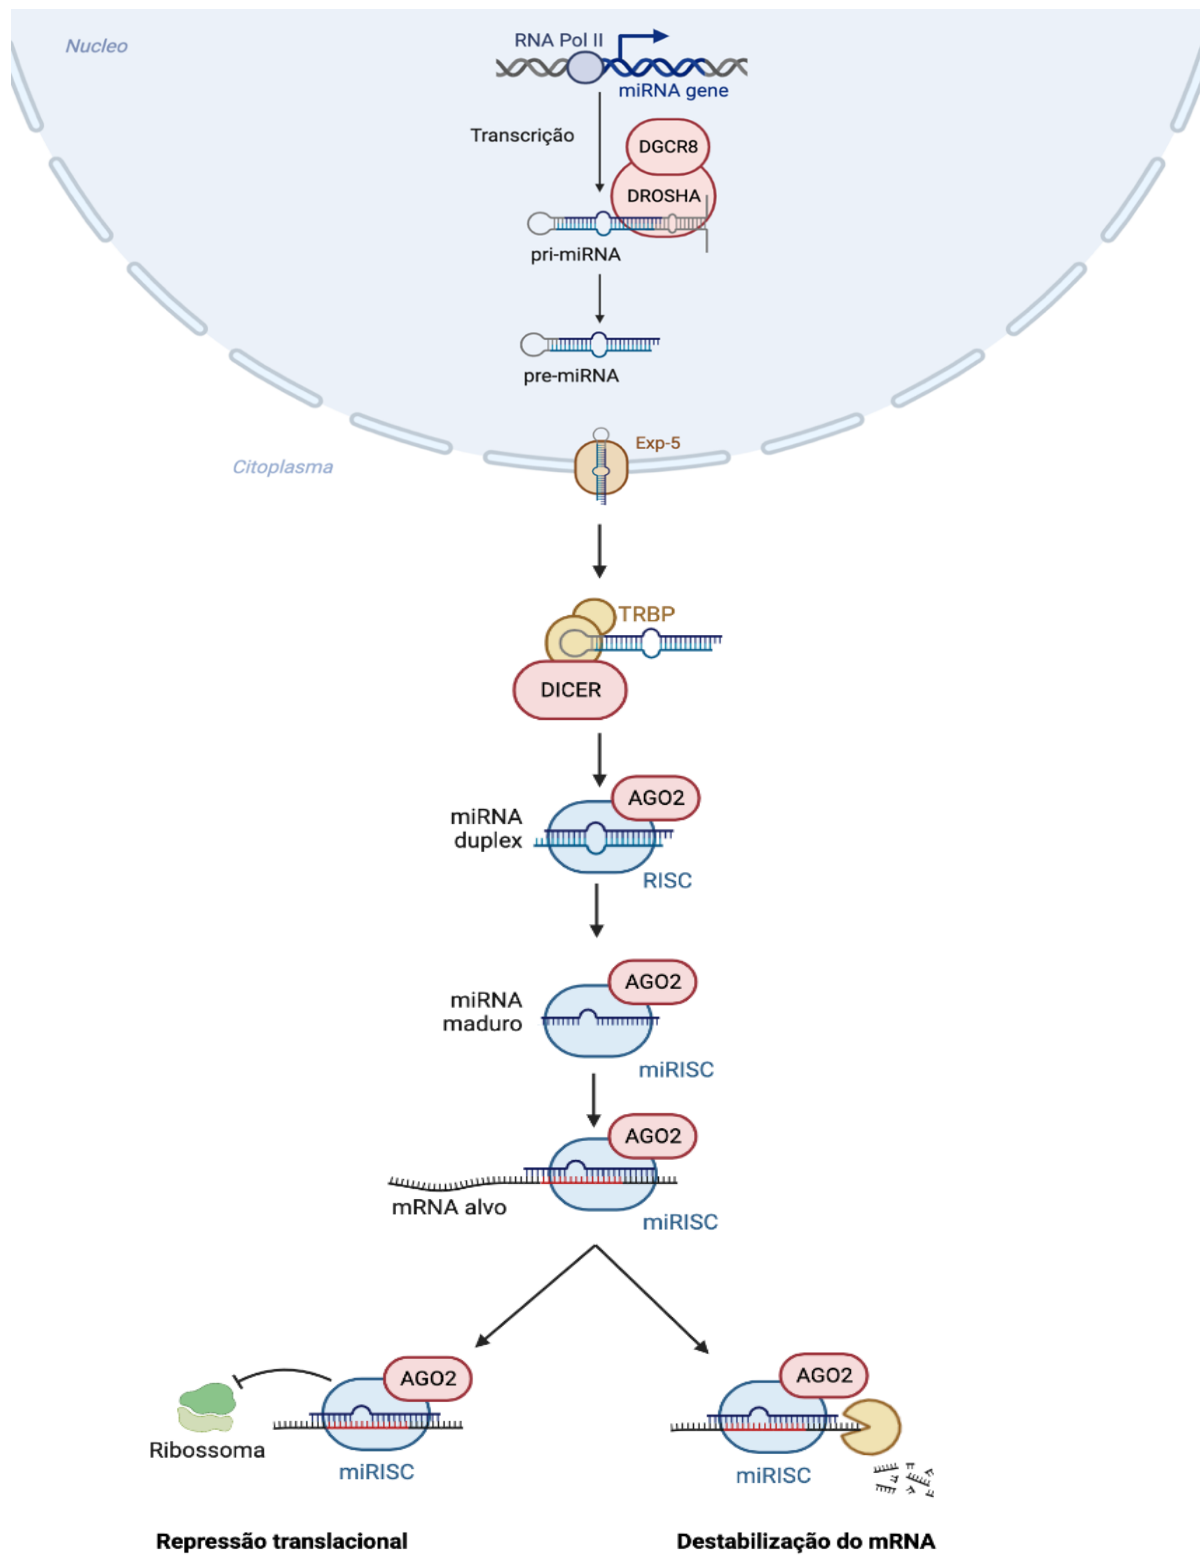 Nucleo
RNA Pol II
miRNA gene
Transcrição
DGCR8
DROSHA
pri-miRNA
pre-miRNA
Exp-5
Citoplasma
TRBP
DICER
AGO2
miRNA
duplex
RISC
AGO2
miRNA
maduro
miRISC
AGO2
mRNA alvo
miRISC
AGO2
Ribossoma
miRISC
AGO2
miRISC
Repressão translacional
Destabilização do mRNA